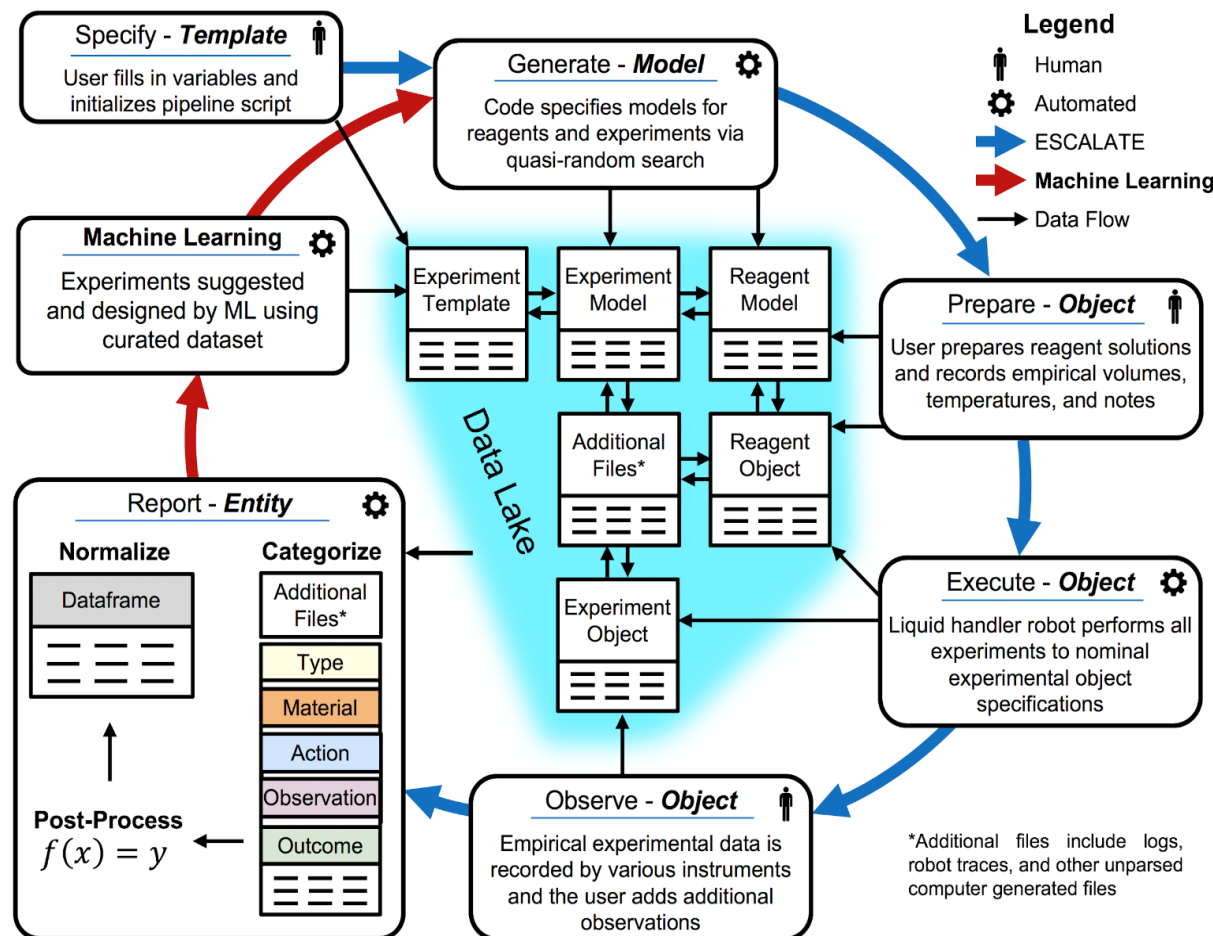 Specify - Template
User fills in variables and
initializes pipeline script
Generate - Model
Code specifies models for
reagents and experiments via
quasi-random search
Legend
Human
Automated
ESCALATE
Machine Learning
Data Flow
Machine Learning
Experiments suggested
and designed by ML using
curated dataset
Experiment
Template
Experiment
Model
Reagent
Model
Prepare - Object
User prepares reagent solutions
and records empirical volumes,
temperatures, and notes
Data Lake
Additional
Files*
Reagent
Object
Experiment
Object
Report - Entity
Normalize
Dataframe
Categorize
Additional
Files*
Type
Material
Action
Observation
Outcome
Post-Process
f(x) = y
Execute - Object
Liquid handler robot performs all
experiments to nominal
experimental object
specifications
Observe - Object
Empirical experimental data is
recorded by various instruments
and the user adds additional
observations
*Additional files include logs,
robot traces, and other unparsed
computer generated files